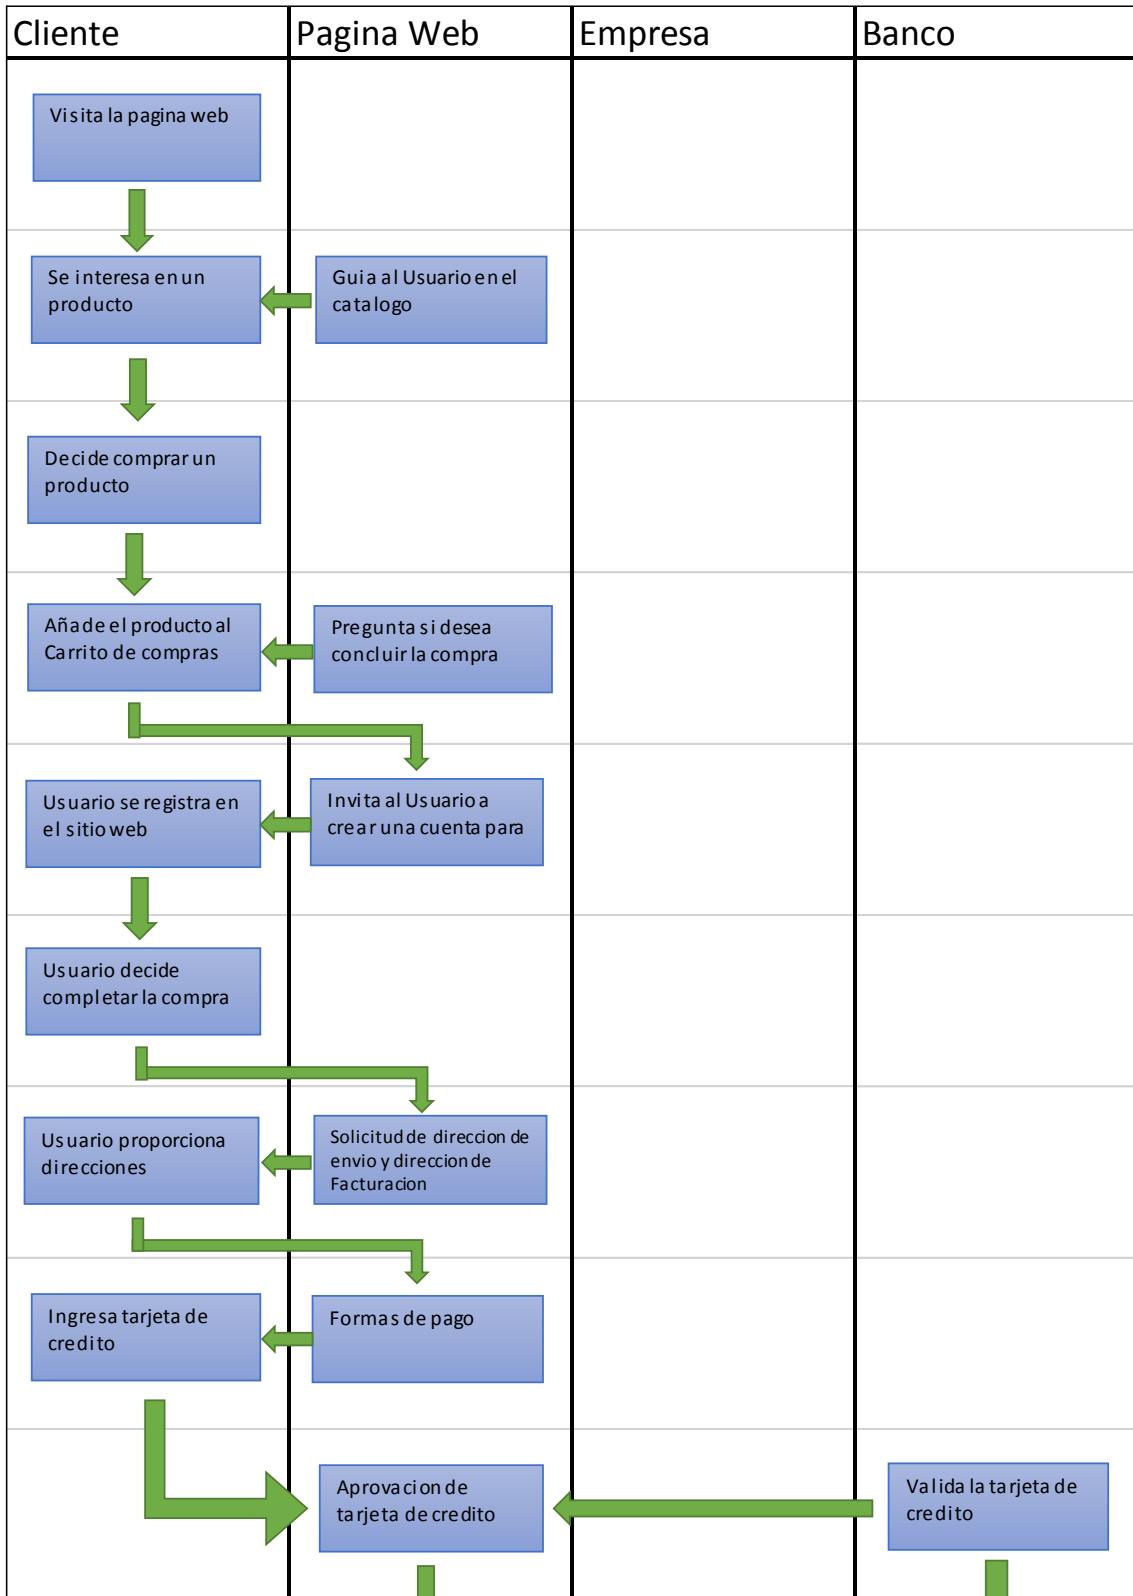 Cliente
Pagina Web
Empresa
Banco
Visita la pagina web
Se interesa en un
producto
Guia al Usuario en el
catalogo
Decide comprar un
producto
Añade el producto al
Carrito de compras
Pregunta si desea
concluir la compra
Usuario se registra en
el sitio web
Invita al Usuario a
crear una cuenta para
Usuario decide
completar la compra
Usuario proporciona
direcciones
Solicitud de direccion de
envio y direccion de
Facturacion
Ingresa tarjeta de
credito
Formas de pago
Aprovacion de
tarjeta de credito
Valida la tarjeta de
credito